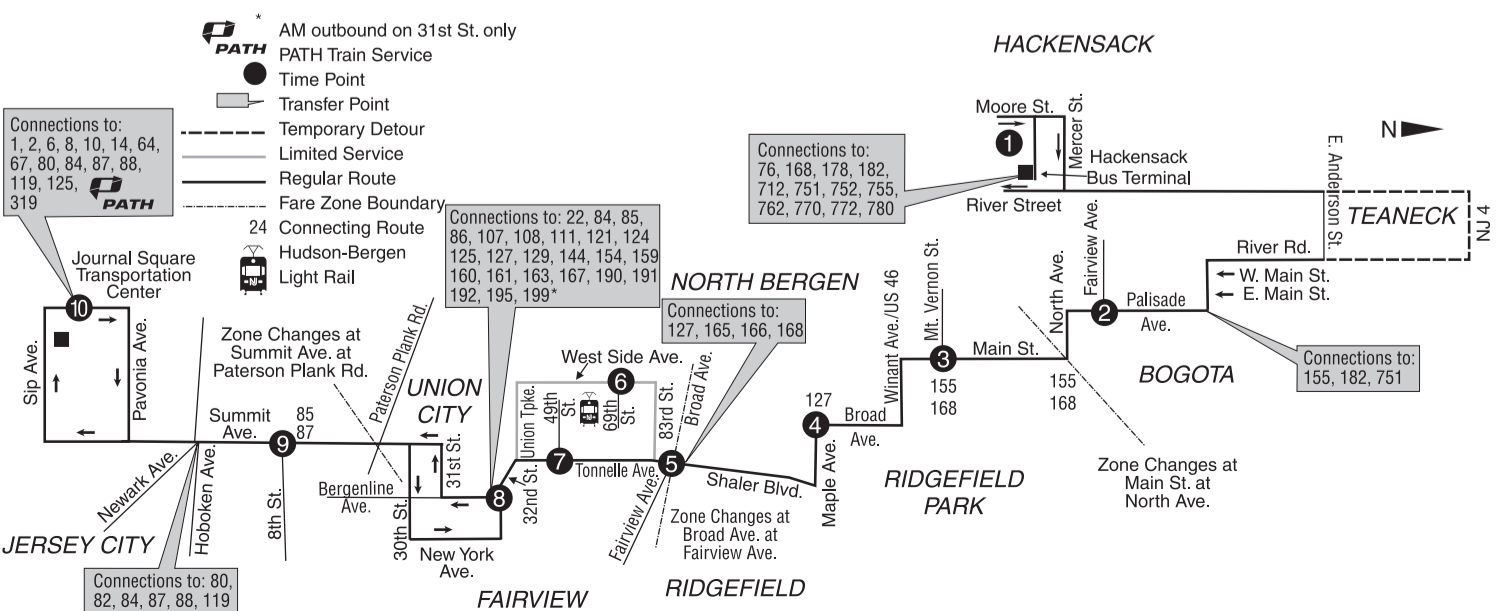 *
AM outbound on 31st St. only
PATH
PATH Train Service
Time Point
Transfer Point
Temporary Detour
Limited Service
Regular Route
Fare Zone Boundary
24 Connecting Route
Hudson-Bergen
Light Rail
Connections to:
1, 2, 6, 8, 10, 14, 64,
67, 80, 84, 87, 88,
119, 125,
319
PATH
Journal Square
Transportation
Center
10
Sip Ave.
Pavonia Ave.
Newark Ave.
Hoboken Ave.
JERSEY CITY
Connections to: 80,
82, 84, 87, 88, 119
Summit
Ave.
85
87
9
8th St.
Zone Changes at
Summit Ave. at
Paterson Plank Rd.
Paterson Plank Rd.
UNION
CITY
Bergenline
Ave.
30th St.
31st St.
New York
Ave.
8
32nd St.
Connections to: 22, 84, 85,
86, 107, 108, 111, 121, 124
125, 127, 129, 144, 154, 159
160, 161, 163, 167, 190, 191
192, 195, 199*
NORTH BERGEN
Connections to:
127, 165, 166, 168
West Side Ave.
Union Tpke.
49th
St.
6
69th
St.
83rd St.
Broad Ave.
7
Tonnelle Ave.
5
Fairview Ave.
Zone Changes at
Broad Ave. at
Fairview Ave.
FAIRVIEW
RIDGEFIELD
Shaler Blvd.
Maple Ave.
127
4
Broad
Ave.
Winant Ave./US 46
Mt. Vernon St.
3
155
168
Main St.
RIDGEFIELD
PARK
North Ave.
155
168
Zone Changes at
Main St. at
North Ave.
Fairview Ave.
2
Palisade
Ave.
BOGOTA
Connections to:
155, 182, 751
W. Main St.
E. Main St.
River Rd.
E. Anderson St.
TEANECK
NJ 4
N
HACKENSACK
Moore St.
Mercer St.
1
Hackensack
Bus Terminal
River Street
Connections to:
76, 168, 178, 182,
712, 751, 752, 755,
762, 770, 772, 780